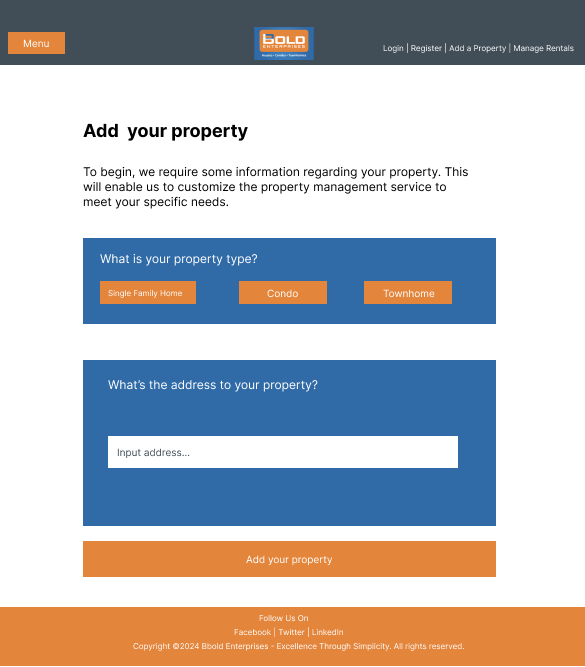 Menu
BOLD
ENTERPRISES
Login | Register | Add a Property | Manage Rentals
Add  your property
To begin, we require some information regarding your property. This
will enable us to customize the property management service to
meet your specific needs.
What is your property type?
Single Family Home
Condo
Townhome
What's the address to your property?
Input address...
Add your property
Follow Us On
Facebook | Twitter | LinkedIn
Copyright ©2024 Bbold Enterprises - Excellence Through Simplicity. All rights reserved.